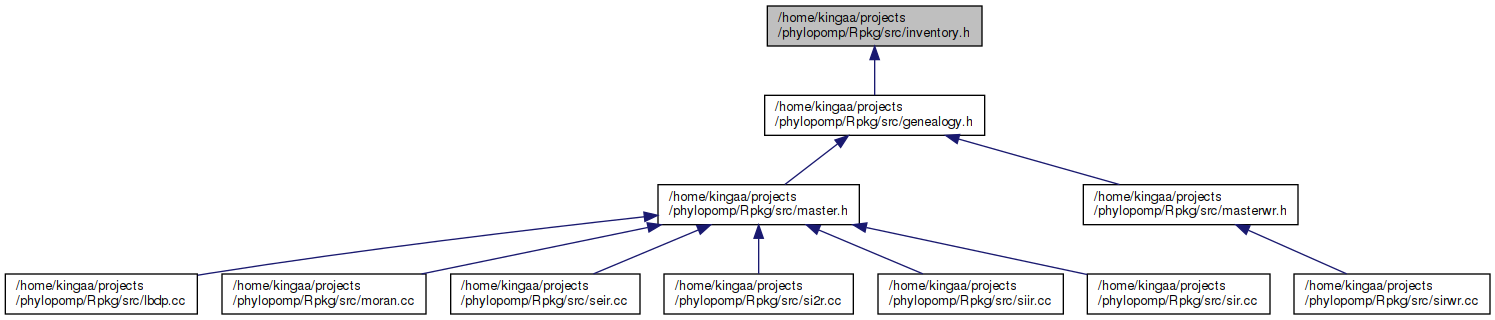 /home/kingaa/projects
/phylopomp/Rpkg/src/inventory.h
/home/kingaa/projects
/phylopomp/Rpkg/src/genealogy.h
/home/kingaa/projects
/phylopomp/Rpkg/src/master.h
/home/kingaa/projects
/phylopomp/Rpkg/src/masterwr.h
/home/kingaa/projects
/phylopomp/Rpkg/src/lbdp.cc
/home/kingaa/projects
/phylopomp/Rpkg/src/moran.cc
/home/kingaa/projects
/phylopomp/Rpkg/src/seir.cc
/home/kingaa/projects
/phylopomp/Rpkg/src/si2r.cc
/home/kingaa/projects
/phylopomp/Rpkg/src/siir.cc
/home/kingaa/projects
/phylopomp/Rpkg/src/sir.cc
/home/kingaa/projects
/phylopomp/Rpkg/src/sirwr.cc